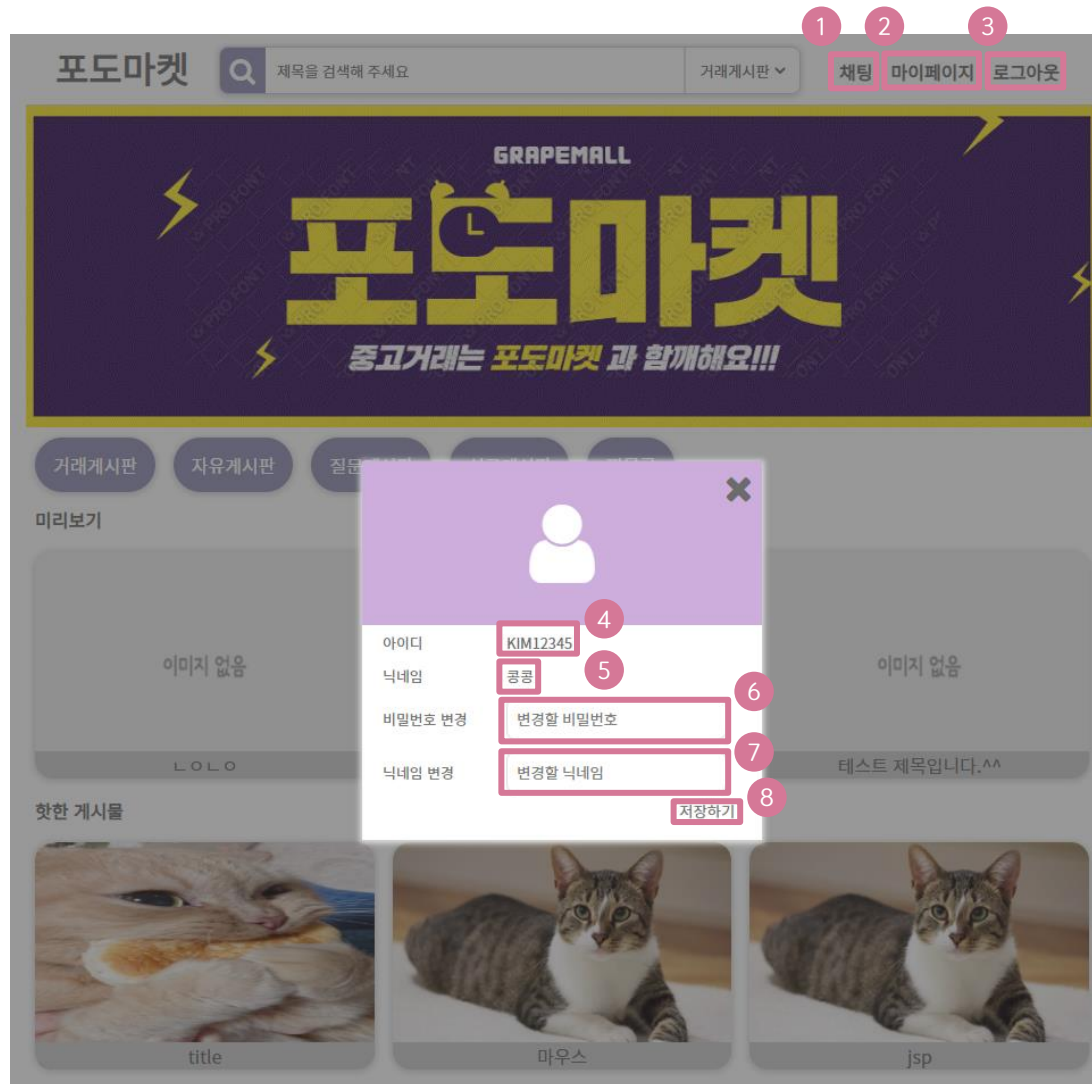 1 2 3
포도마켓 제목을 검색해 주세요 거래게시판 채팅 마이페이지 로그아웃
GRAPEMALL
포도마켓
중고거래는 포도마켓 과 함께해요!!!
거래게시판 자유게시판
미리보기
4
아이디 KIM12345
5
닉네임 콩콩
이미지 없음 이미지 없음
6
비밀번호 변경 변경할 비밀번호
7
닉네임 변경 변경할 닉네임
ㄴㅇㄴㅇ 테스트 제목입니다.^^
8
저장하기
핫한 게시물
title 마우스 jsp